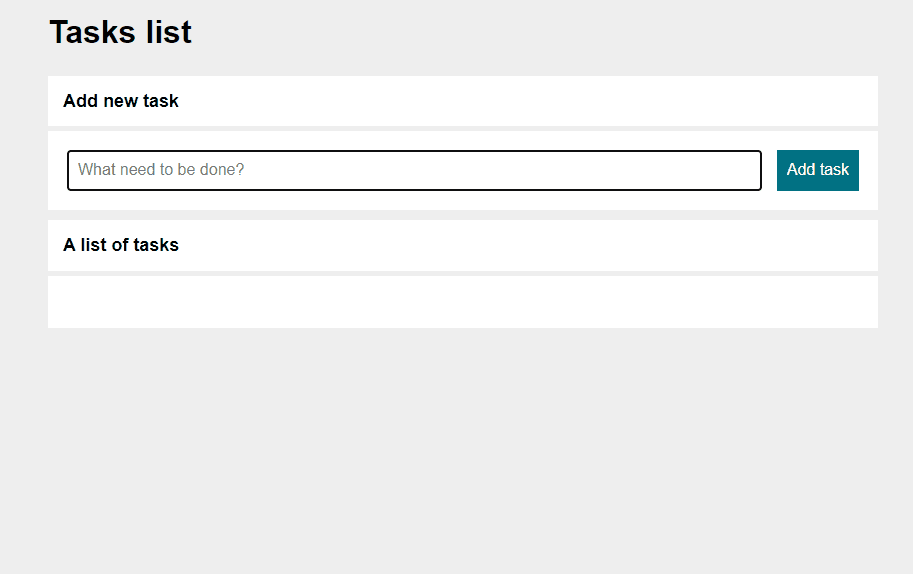 Tasks list
Add new task
What need to be done?
Add task
A list of tasks